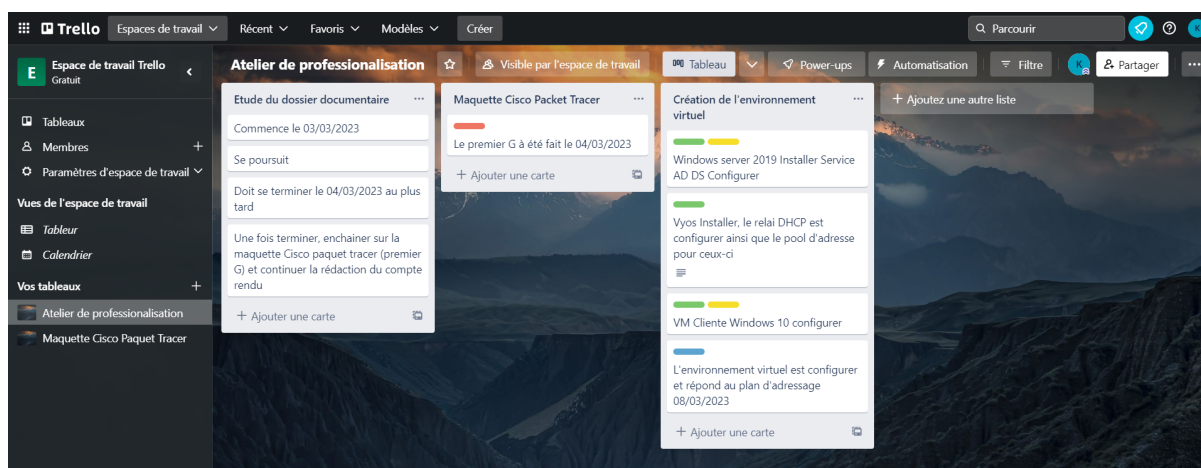 Trello
Espaces de travail
Récent
Favoris
Modèles
Créer
Parcourir
K
E
Espace de travail Trello
Gratuit
Tableaux
Membres
Paramètres d'espace de travail
Vues de l'espace de travail
Tableur
Calendrier
Vos tableaux
Atelier de professionalisation
Maquette Cisco Paquet Tracer
Atelier de professionalisation
Visible par l'espace de travail
Tableau
Power-ups
Automatisation
Filtre
K
Partager
Etude du dossier documentaire
Commence le 03/03/2023
Se poursuit
Doit se terminer le 04/03/2023 au plus
tard
Une fois terminer, enchainer sur la
maquette Cisco paquet tracer (premier
G) et continuer la rédaction du compte
rendu
+ Ajouter une carte
Maquette Cisco Packet Tracer
Le premier G à été fait le 04/03/2023
+ Ajouter une carte
Création de l'environnement
virtuel
Windows server 2019 Installer Service
AD DS Configurer
Vyos Installer, le relai DHCP est
configurer ainsi que le pool d'adresse
pour ceux-ci
VM Cliente Windows 10 configurer
L'environnement virtuel est configurer
et répond au plan d'adressage
08/03/2023
+ Ajouter une carte
+ Ajoutez une autre liste